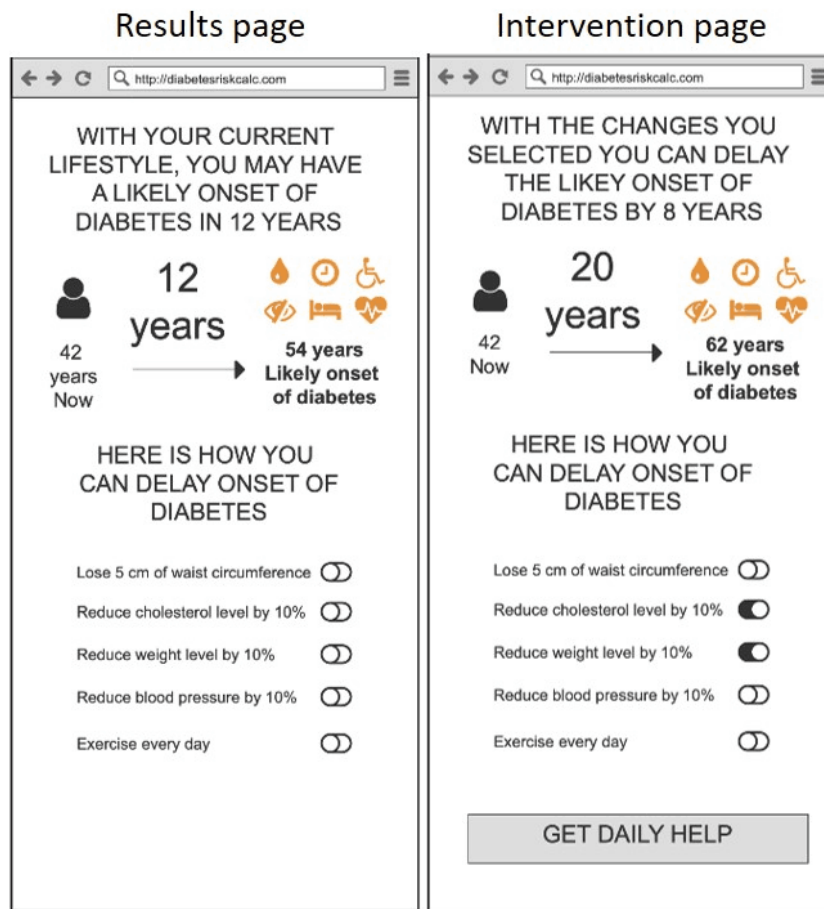 Results page
http://diabetesriskcalc.com
WITH YOUR CURRENT
LIFESTYLE, YOU MAY HAVE
A LIKELY ONSET OF
DIABETES IN 12 YEARS
12
years
42
years
Now
54 years
Likely onset
of diabetes
HERE IS HOW YOU
CAN DELAY ONSET OF
DIABETES
Lose 5 cm of waist circumference
Reduce cholesterol level by 10%
Reduce weight level by 10%
Reduce blood pressure by 10%
Exercise every day
Intervention page
http://diabetesriskcalc.com
WITH THE CHANGES YOU
SELECTED YOU CAN DELAY
THE LIKEY ONSET OF
DIABETES BY 8 YEARS
20
years
42
Now
62 years
Likely onset
of diabetes
HERE IS HOW YOU
CAN DELAY ONSET OF
DIABETES
Lose 5 cm of waist circumference
Reduce cholesterol level by 10%
Reduce weight level by 10%
Reduce blood pressure by 10%
Exercise every day
GET DAILY HELP